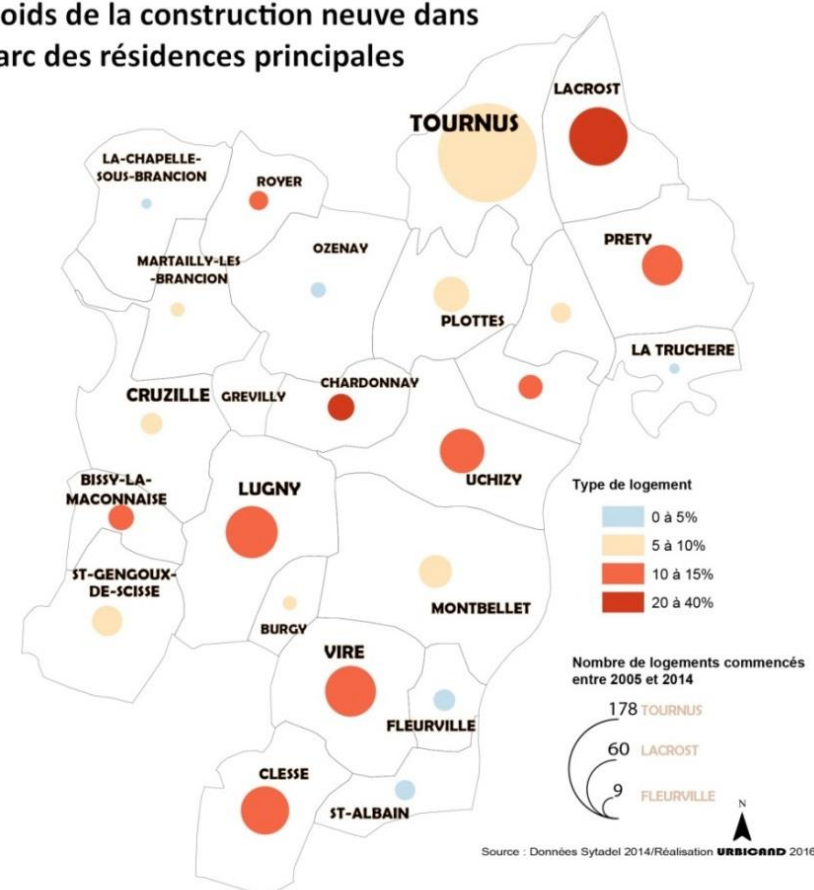 oids de la construction neuve dans
arc des résidences principales
LACROST
TOURNUS
LA-CHAPELLE-
SOUS-BRANCION
ROYER
PRETY
OZENAY
MARTAILLY-LES
-BRANCION
PLOTTES
LA TRUCHERE
CHARDONNAY
CRUZILLE
GREVILLY
UCHIZY
BISSY-LA-
MACONNAISE
LUGNY
ST-GENGOUX-
DE-SCISSE
MONTBELLET
BURGY
VIRE
FLEURVILLE
CLESSE
ST-ALBAIN
Type de logement
0 à 5%
5 à 10%
10 à 15%
20 à 40%
Nombre de logements commencés
entre 2005 et 2014
178 TOURNUS
60 LACROST
9 FLEURVILLE
N
Source : Données Sytadel 2014/Réalisation URBICAND 2016